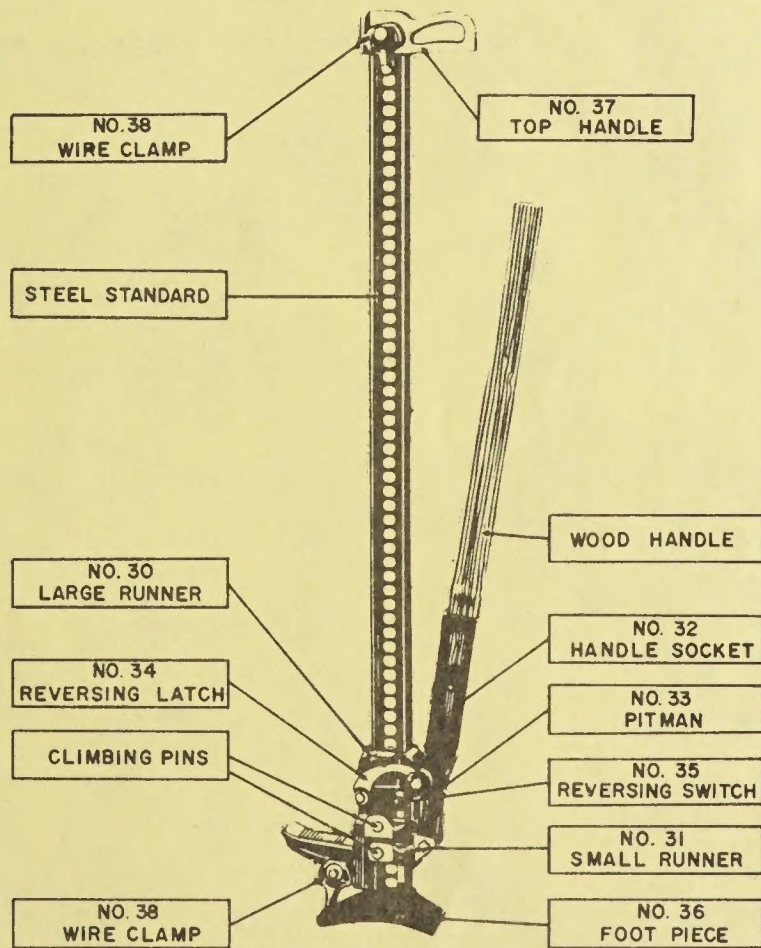 NO. 38
WIRE CLAMP
NO. 37
TOP HANDLE
STEEL STANDARD
WOOD HANDLE
NO. 30
LARGE RUNNER
NO. 32
HANDLE SOCKET
NO. 34
REVERSING LATCH
NO. 33
PITMAN
CLIMBING PINS
NO. 35
REVERSING SWITCH
NO. 31
SMALL RUNNER
NO. 38
WIRE CLAMP
NO. 36
FOOT PIECE